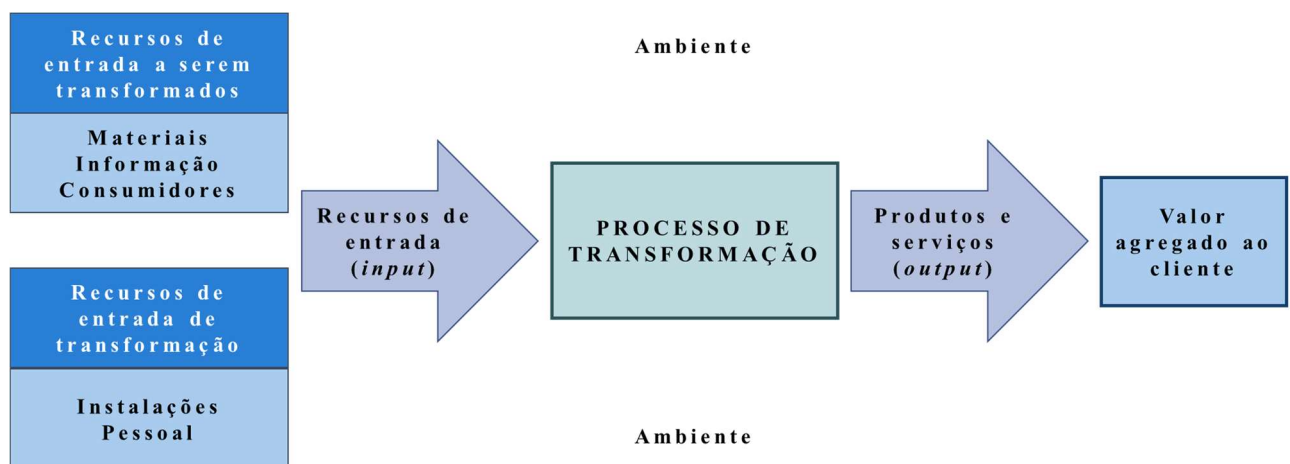 Recursos de
entrada a serem
transformados
Materiais
Informação
Consumidores
Recursos de
entrada de
transformação
Instalações
Pessoal
Ambiente
Recursos de
entrada
(input)
PROCESSO DE
TRANSFORMAÇÃO
Produtos e
serviços
(output)
Valor
agregado ao
cliente
Ambiente